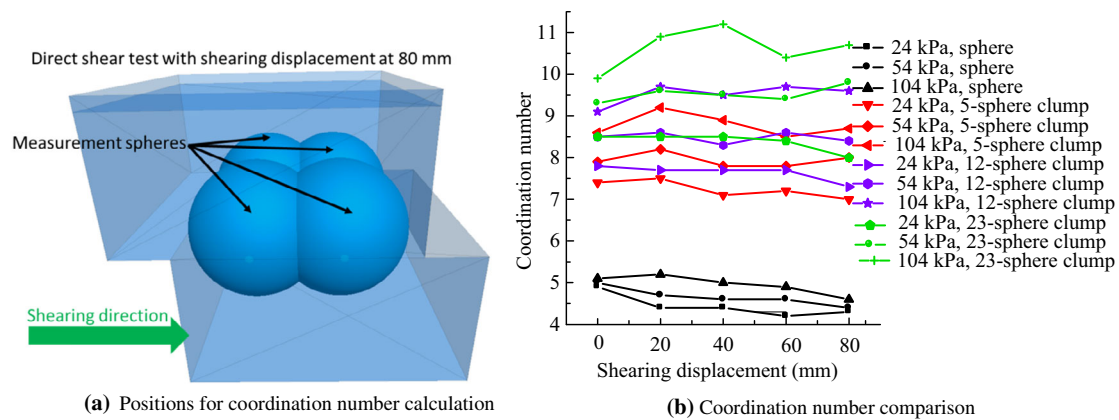 Direct shear test with shearing displacement at 80 mm
Measurement spheres
Shearing direction
(a) Positions for coordination number calculation
11
10
9
8
7
6
5
4
Coordination number
0 20 40 60 80
Shearing displacement (mm)
24 kPa, sphere
54 kPa, sphere
104 kPa, sphere
24 kPa, 5-sphere clump
54 kPa, 5-sphere clump
104 kPa, 5-sphere clump
24 kPa, 12-sphere clump
54 kPa, 12-sphere clump
104 kPa, 12-sphere clump
24 kPa, 23-sphere clump
54 kPa, 23-sphere clump
104 kPa, 23-sphere clump
(b) Coordination number comparison